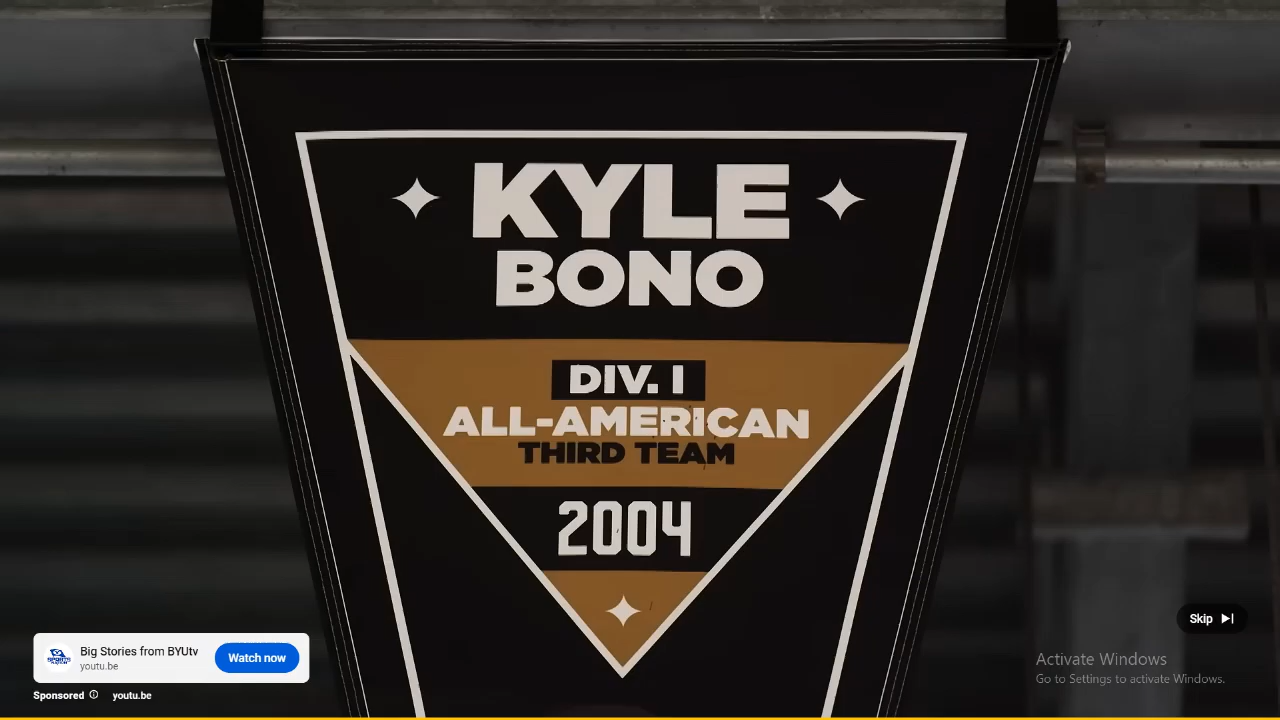 KYLE
BONO
DIV. I
ALL-AMERICAN
THIRD TEAM
2004
Skip
Big Stories from BYUtv
youtu.be
Watch now
Sponsored
youtu.be
Activate Windows
Go to Settings to activate Windows.